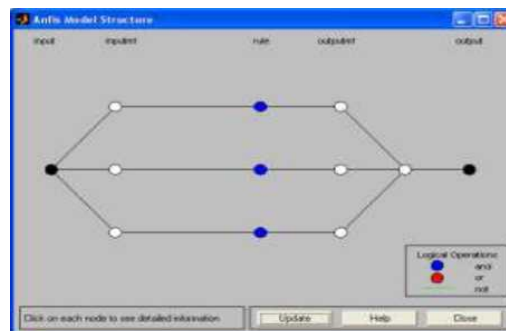 Anfis Model Structure
input inputmf rule outputmf output
Logical Operations
and
or
not
Click on each node to see detailed information
Update Help Close